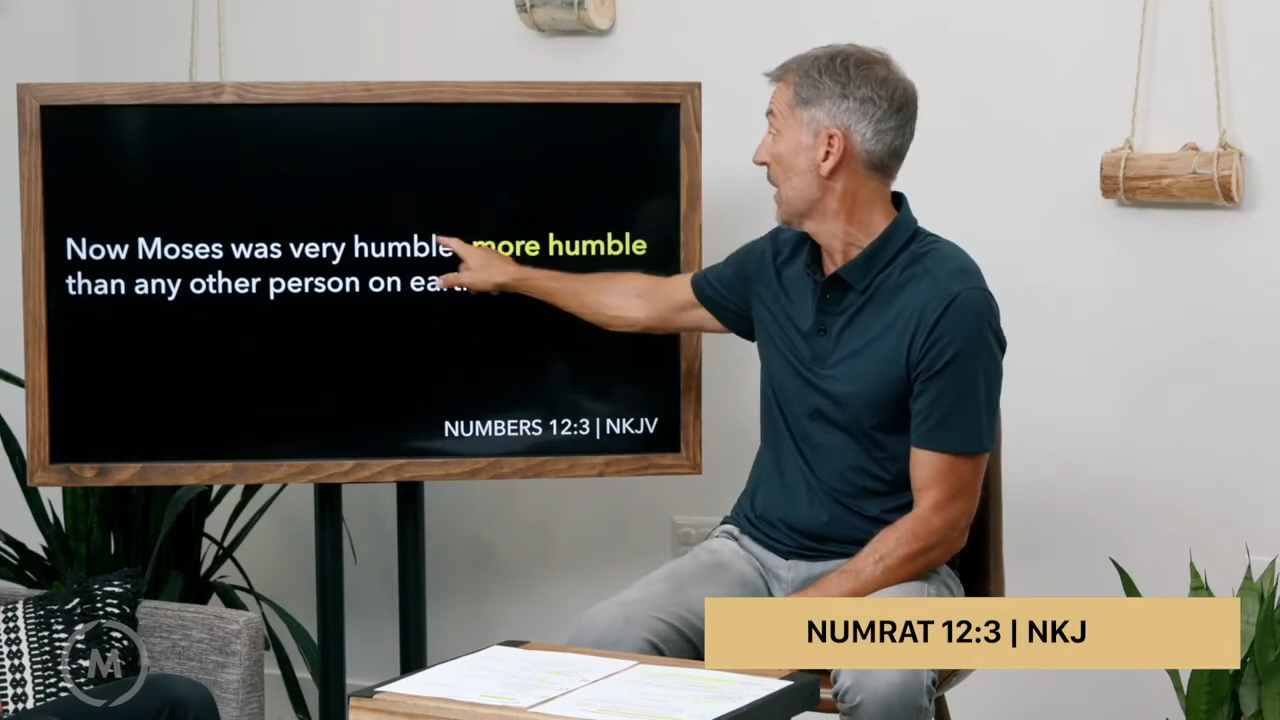 Now Moses was very humble more humble
than any other person on
NUMBERS 12:3 | NKJV
NUMRAT 12:3 | NKJ
M